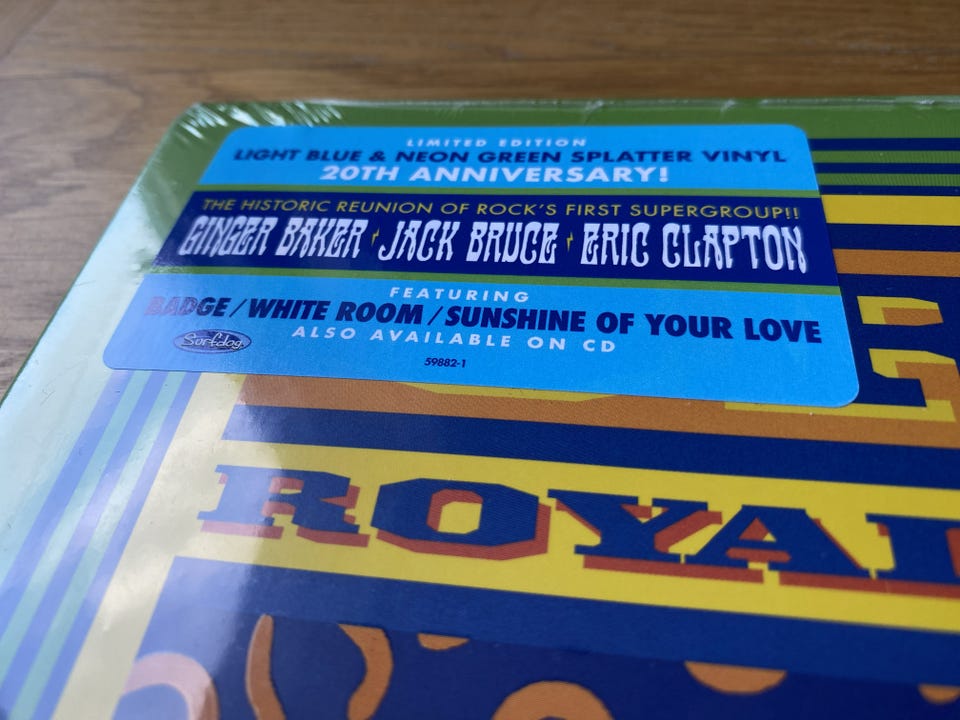 LIMITED EDITION
LIGHT BLUE & NEON GREEN SPLATTER VINYL
20TH ANNIVERSARY!
THE HISTORIC REUNION OF ROCK'S FIRST SUPERGROUP!!
GINGER BAKER JACK BRUCE ERIC CLAPTON
FEATURING
BADGE/WHITE ROOM/SUNSHINE OF YOUR LOVE
ALSO AVAILABLE ON CD
Surfdog
59882-1
ROYAL